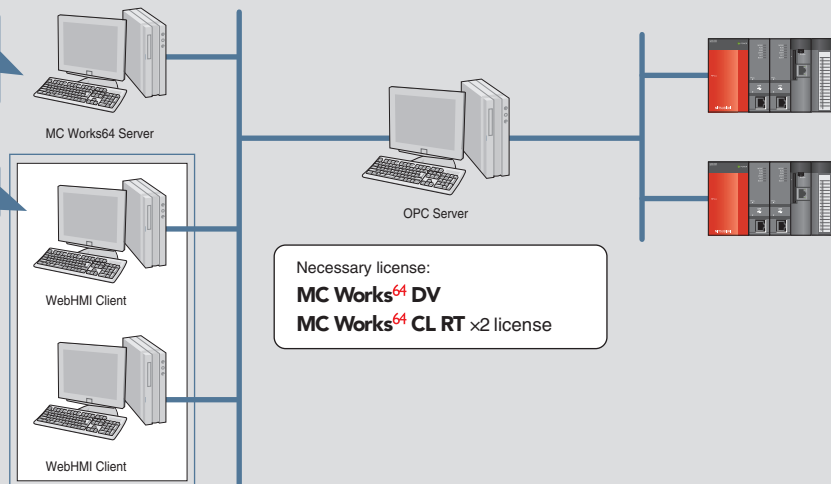 MC Works64 Server
OPC Server
WebHMI Client
Necessary license:
MC Works64 DV
MC Works64 CL RT ×2 license
WebHMI Client